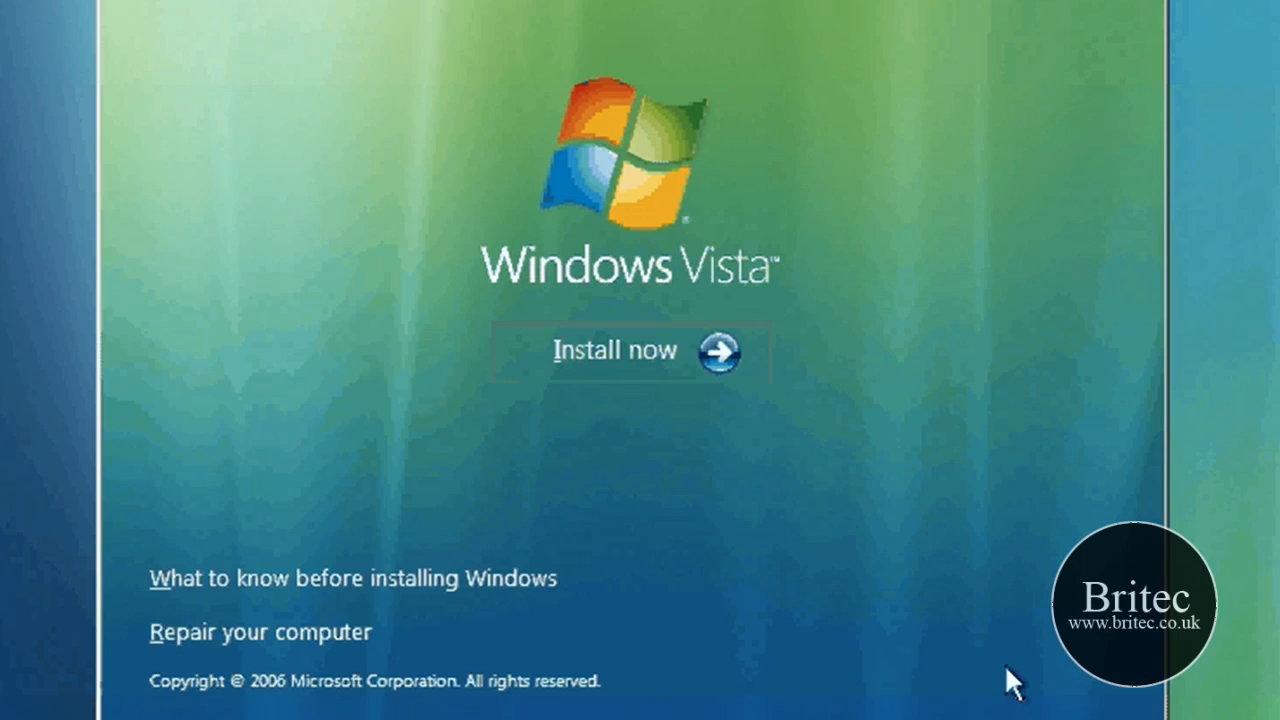 Windows Vista™
Install now
What to know before installing Windows
Repair your computer
Copyright © 2006 Microsoft Corporation. All rights reserved.
Britec
www.britec.co.uk